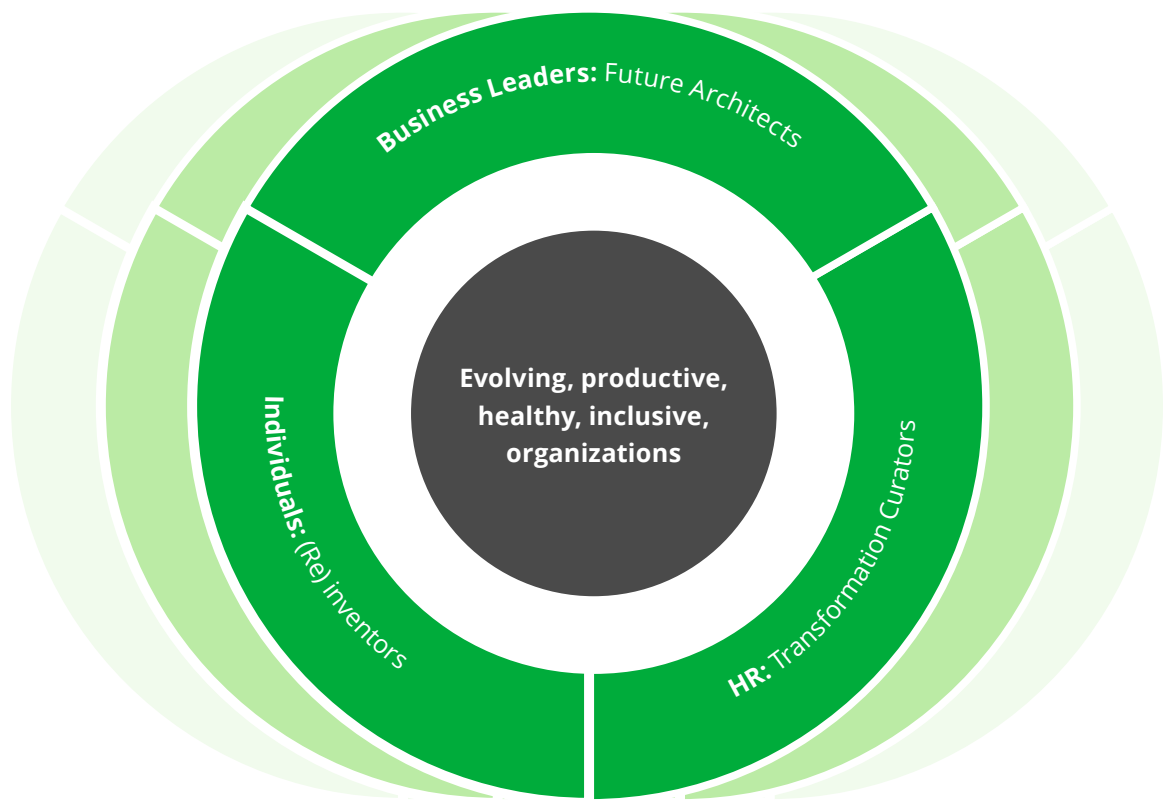 Business Leaders: Future Architects
Evolving, productive,
healthy, inclusive,
organizations
Individuals: (Re) inventors
HR: Transformation Curators